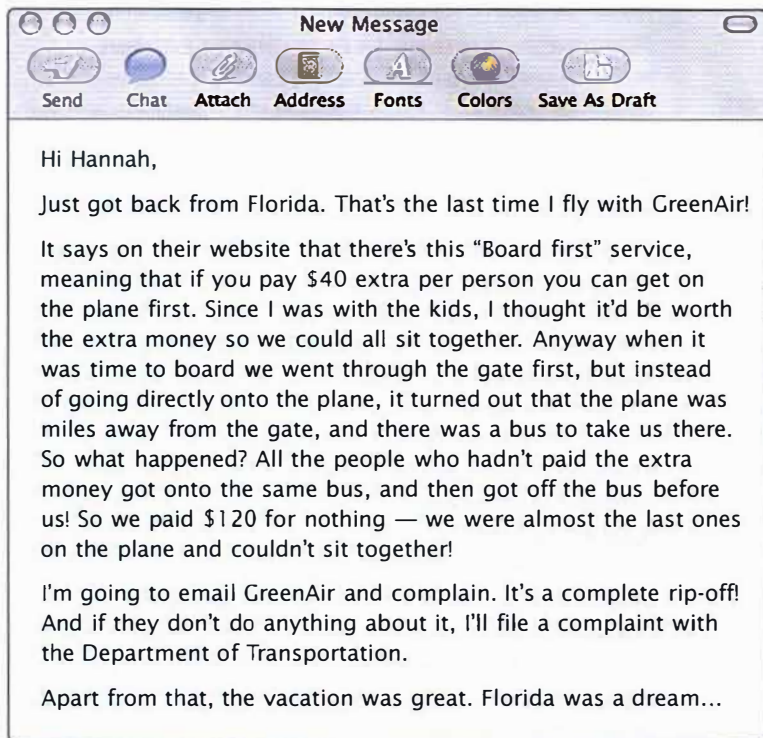 New Message
Send Chat Attach Address Fonts Colors Save As Draft
Hi Hannah,
Just got back from Florida. That's the last time I fly with GreenAir!
It says on their website that there's this “Board first” service,
meaning that if you pay $40 extra per person you can get on
the plane first. Since I was with the kids, I thought it'd be worth
the extra money so we could all sit together. Anyway when it
was time to board we went through the gate first, but instead
of going directly onto the plane, it turned out that the plane was
miles away from the gate, and there was a bus to take us there.
So what happened? All the people who hadn't paid the extra
money got onto the same bus, and then got off the bus before
us! So we paid $120 for nothing — we were almost the last ones
on the plane and couldn't sit together!
I'm going to email GreenAir and complain. It's a complete rip-off!
And if they don't do anything about it, I'll file a complaint with
the Department of Transportation.
Apart from that, the vacation was great. Florida was a dream...